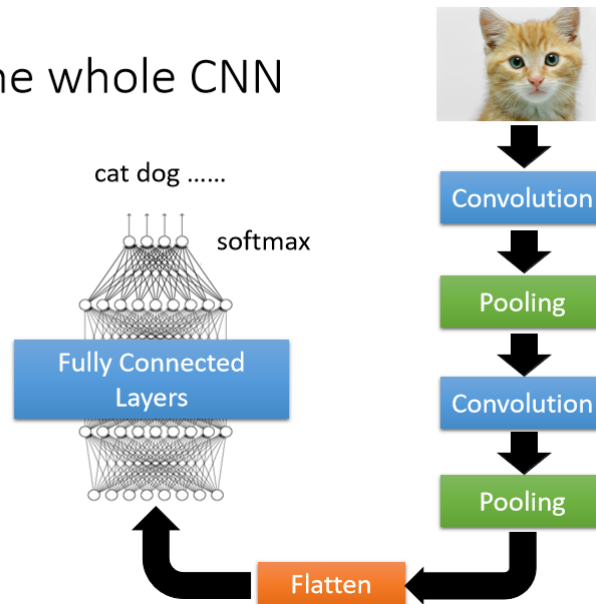 he whole CNN
cat dog ......
softmax
Convolution
Pooling
Convolution
Pooling
Flatten
Fully Connected
Layers